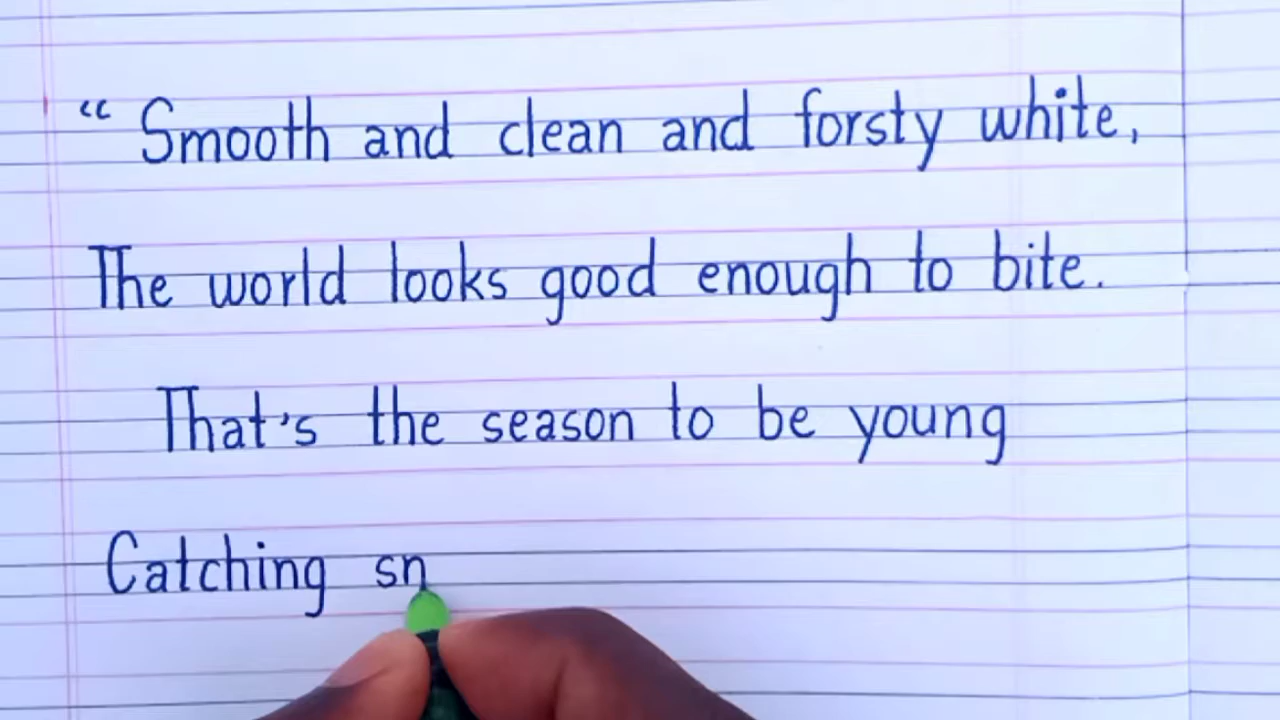 “ Smooth and clean and forsty white,
The world looks good enough to bite.
That's the season to be young
Catching sn